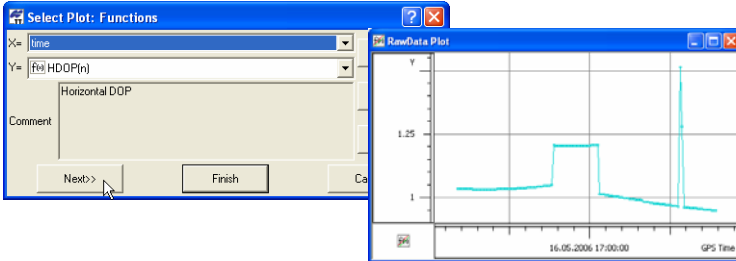 Select Plot: Functions
X= time
Y= f(x) HDOP(n)
Comment
Horizontal DOP
Next>>
Finish
Ca
RawData Plot
Y
1.25
1
16.05.2006 17:00:00
GPS Time